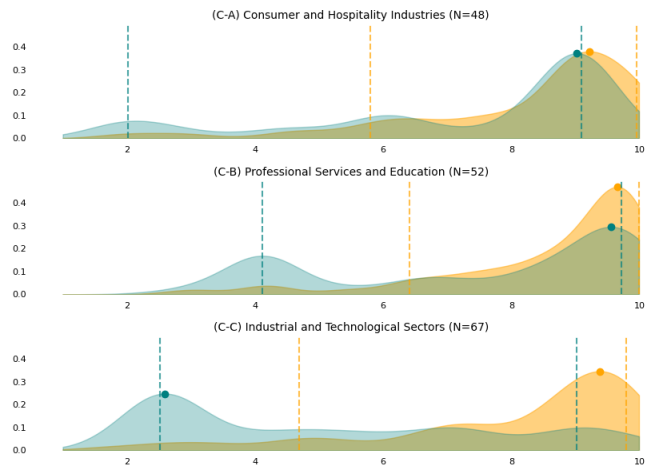 (C-A) Consumer and Hospitality Industries (N=48)
0.4
0.3
0.2
0.1
0.0
2 4 6 8 10
(C-B) Professional Services and Education (N=52)
0.4
0.3
0.2
0.1
0.0
2 4 6 8 10
(C-C) Industrial and Technological Sectors (N=67)
0.4
0.3
0.2
0.1
0.0
2 4 6 8 10